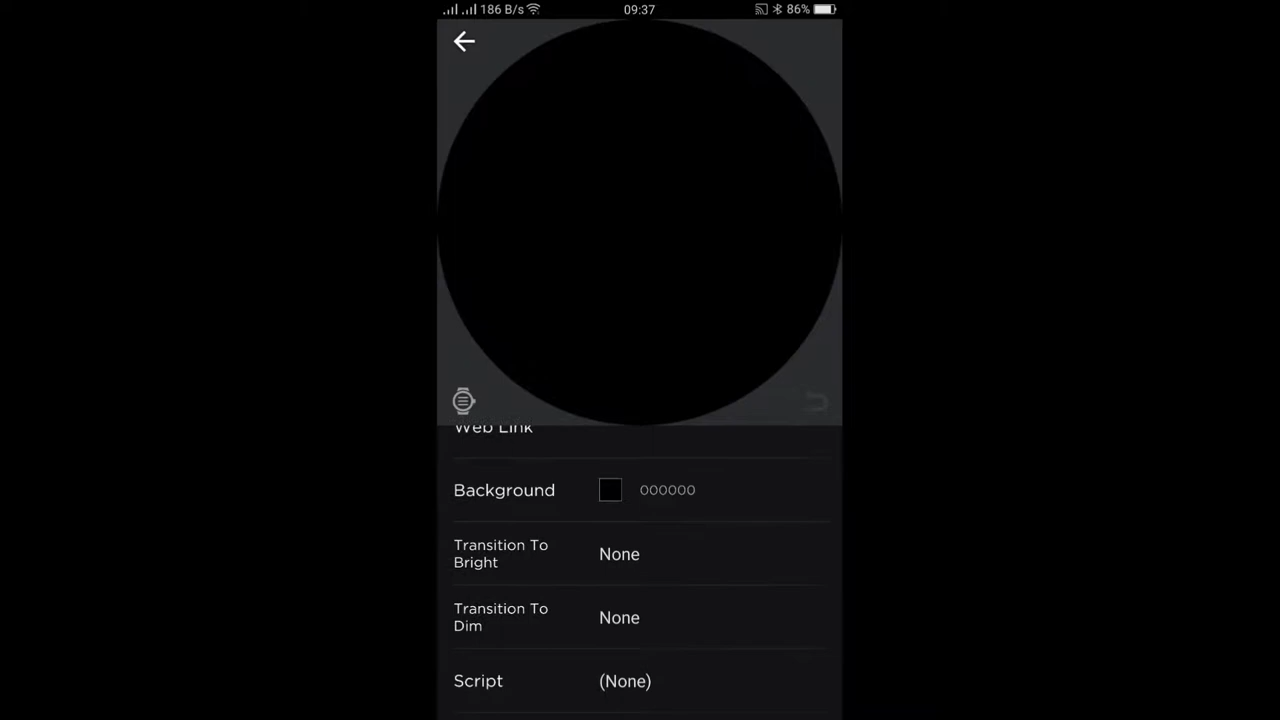 186 B/s 09:37 86%
Web Link
Background 000000
Transition To
Bright None
Transition To
Dim None
Script (None)